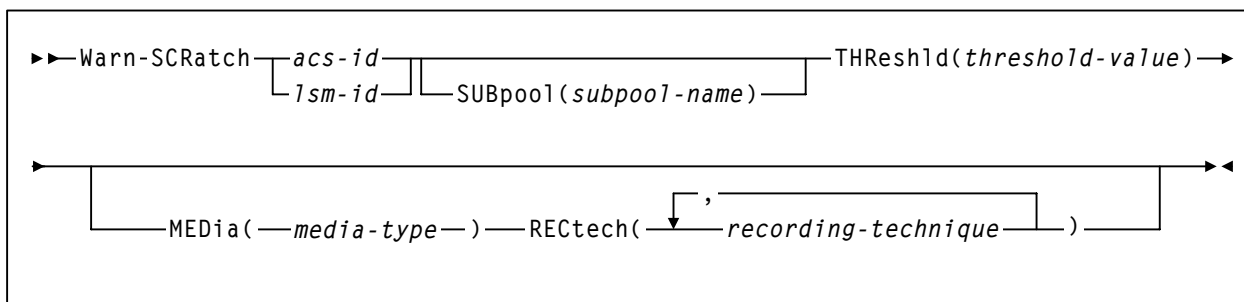 Warn-SCRatch acs-id THReshld(threshold-value)
lsm-id SUBpool(subpool-name)
,
MEDia( media-type ) RECtech( recording-technique )